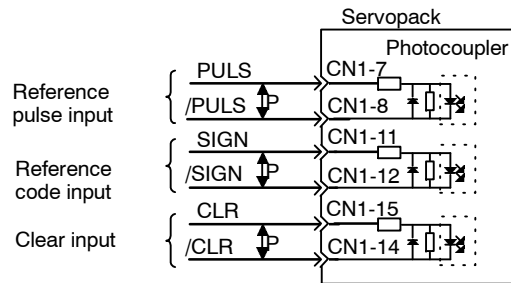 Servopack
Photocoupler
Reference
pulse input
PULS
CN1-7
/PULS
P
CN1-8
Reference
code input
SIGN
CN1-11
/SIGN
P
CN1-12
Clear input
CLR
CN1-15
/CLR
P
CN1-14